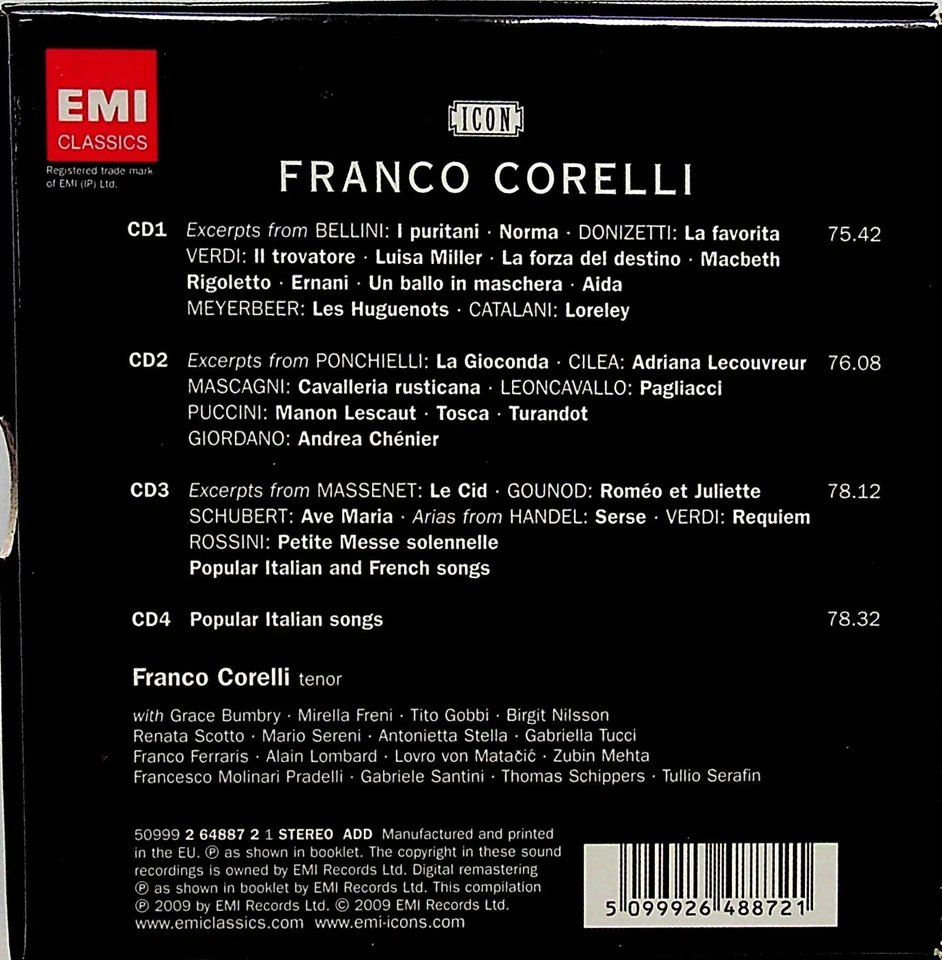 EMI
CLASSICS
Registered trade mark
of EMI (IP) Ltd.
ICON
FRANCO CORELLI
CD1 Excerpts from BELLINI: I puritani · Norma · DONIZETTI: La favorita 75.42
VERDI: Il trovatore · Luisa Miller · La forza del destino · Macbeth
Rigoletto · Ernani · Un ballo in maschera · Aida
MEYERBEER: Les Huguenots · CATALANI: Loreley
CD2 Excerpts from PONCHIELLI: La Gioconda · CILEA: Adriana Lecouvreur 76.08
MASCAGNI: Cavalleria rusticana · LEONCAVALLO: Pagliacci
PUCCINI: Manon Lescaut · Tosca · Turandot
GIORDANO: Andrea Chénier
CD3 Excerpts from MASSENET: Le Cid · GOUNOD: Roméo et Juliette 78.12
SCHUBERT: Ave Maria · Arias from HANDEL: Serse · VERDI: Requiem
ROSSINI: Petite Messe solennelle
Popular Italian and French songs
CD4 Popular Italian songs 78.32
Franco Corelli tenor
with Grace Bumbry · Mirella Freni · Tito Gobbi · Birgit Nilsson
Renata Scotto · Mario Sereni · Antonietta Stella · Gabriella Tucci
Franco Ferraris · Alain Lombard · Lovro von Matačić · Zubin Mehta
Francesco Molinari Pradelli · Gabriele Santini · Thomas Schippers · Tullio Serafin
50999 2 64887 2 1 STEREO ADD Manufactured and printed
in the EU. ℗ as shown in booklet. The copyright in these sound
recordings is owned by EMI Records Ltd. Digital remastering
℗ as shown in booklet by EMI Records Ltd. This compilation
℗ 2009 by EMI Records Ltd. © 2009 EMI Records Ltd.
www.emiclassics.com www.emi-icons.com
5 099926 488721